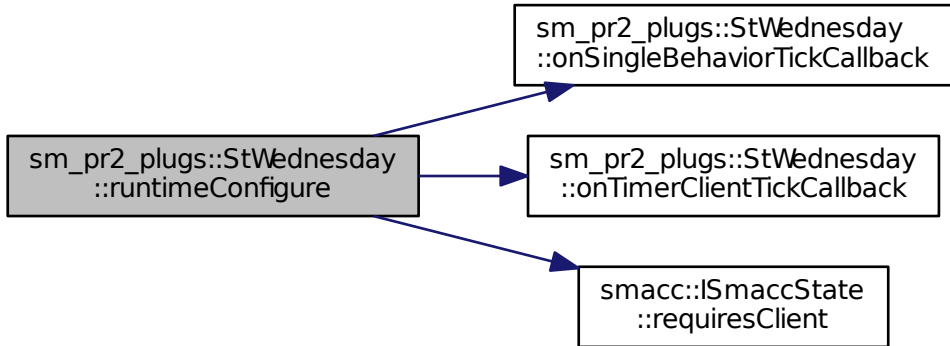 sm_pr2_plugs::StWednesday
::onSingleBehaviorTickCallback
sm_pr2_plugs::StWednesday
::runtimeConfigure
sm_pr2_plugs::StWednesday
::onTimerClientTickCallback
smacc::ISmaccState
::requiresClient